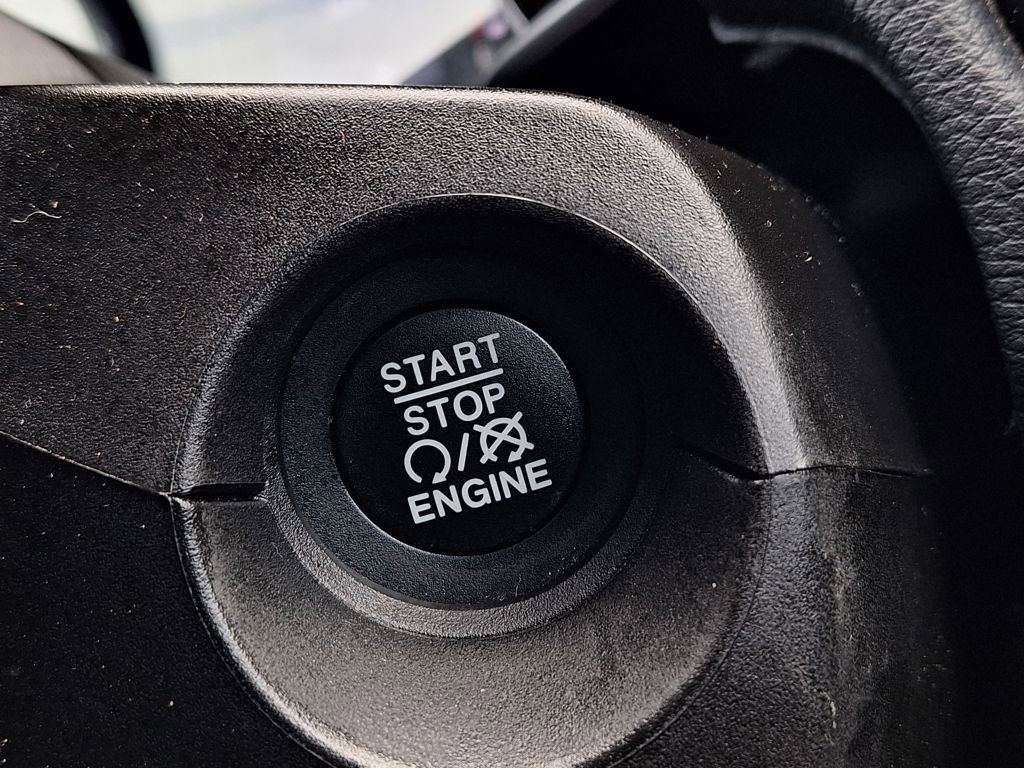 START
STOP
/
ENGINE